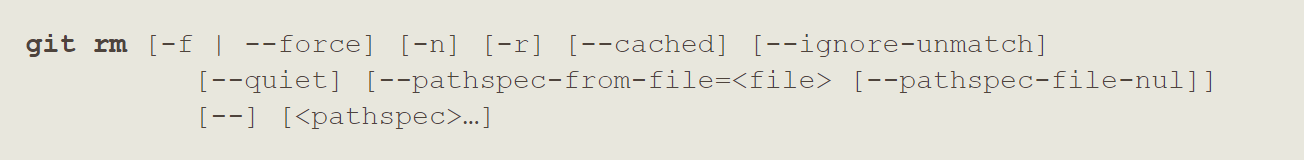 git rm [-f | --force] [-n] [-r] [--cached] [--ignore-unmatch]
[--quiet] [--pathspec-from-file=<file> [--pathspec-file-nul]]
[--] [<pathspec>…]